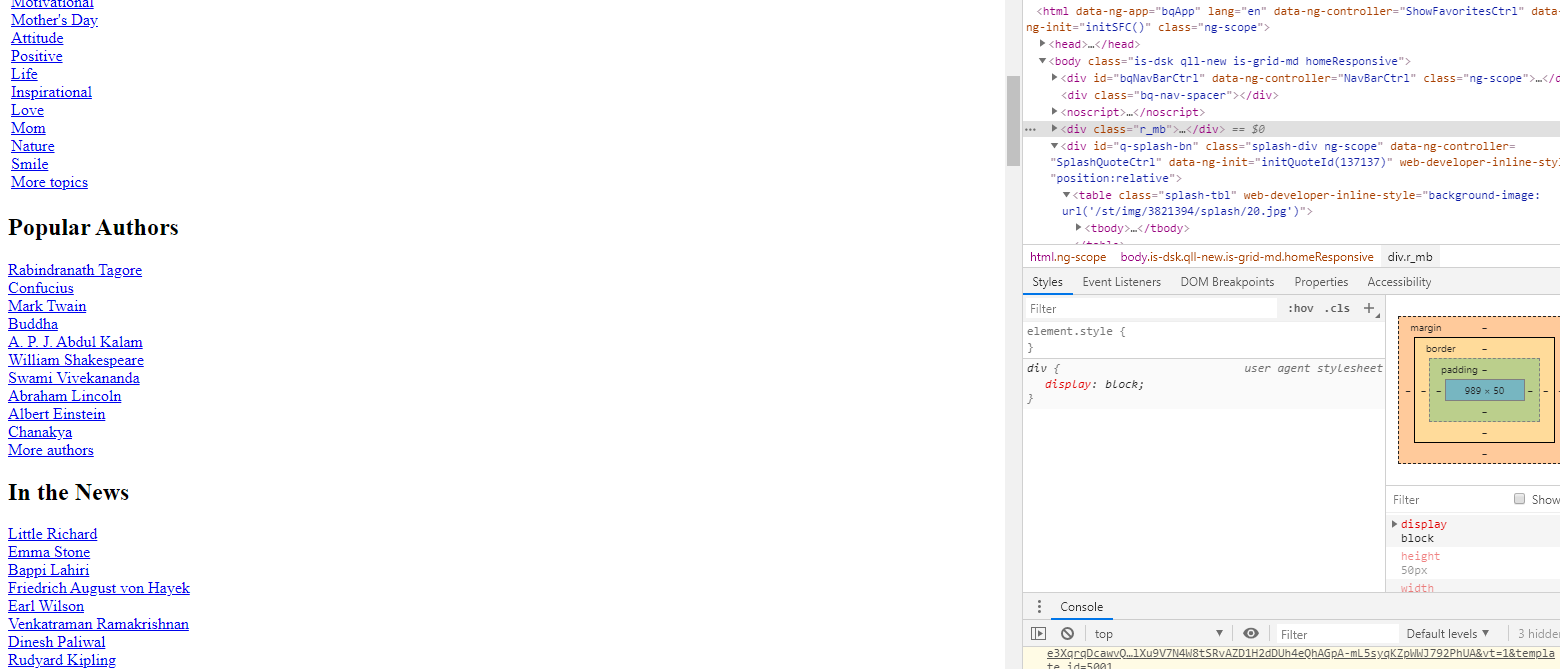 Motivational
Mother's Day
Attitude
Positive
Life
Inspirational
Love
Mom
Nature
Smile
More topics
Popular Authors
Rabindranath Tagore
Confucius
Mark Twain
Buddha
A. P. J. Abdul Kalam
William Shakespeare
Swami Vivekananda
Abraham Lincoln
Albert Einstein
Chanakya
More authors
In the News
Little Richard
Emma Stone
Bappi Lahiri
Friedrich August von Hayek
Earl Wilson
Venkatraman Ramakrishnan
Dinesh Paliwal
Rudyard Kipling
<html data-ng-app="bqApp" lang="en" data-ng-controller="ShowFavoritesCtrl" data-
ng-init="initSFC()" class="ng-scope">
<head>…</head>
<body class="is-dsk qll-new is-grid-md homeResponsive">
<div id="bqNavBarCtrl" data-ng-controller="NavBarCtrl" class="ng-scope">…</d
<div class="bq-nav-spacer"></div>
<noscript>…</noscript>
… <div class="r_mb">…</div> == $0
<div id="q-splash-bn" class="splash-div ng-scope" data-ng-controller=
"SplashQuoteCtrl" data-ng-init="initQuoteId(137137)" web-developer-inline-styl
"position:relative">
<table class="splash-tbl" web-developer-inline-style="background-image:
url('/st/img/3821394/splash/20.jpg')">
<tbody>…</tbody>
</table>
html.ng-scope body.is-dsk.qll-new.is-grid-md.homeResponsive div.r_mb
Styles Event Listeners DOM Breakpoints Properties Accessibility
Filter :hov .cls +
element.style {
}
div { user agent stylesheet
display: block;
}
margin –
border –
padding –
– – – 989 × 50 – –
–
–
–
Filter Show
display
block
height
50px
width
Console
top Filter Default levels 3 hidden
e3XqrqDcawvQ…lXu9V7N4W8tSRvAZD1H2dDUh4eQhAGpA-mL5syqKZpWWJ792PhUA&vt=1&templa
te_id=5001